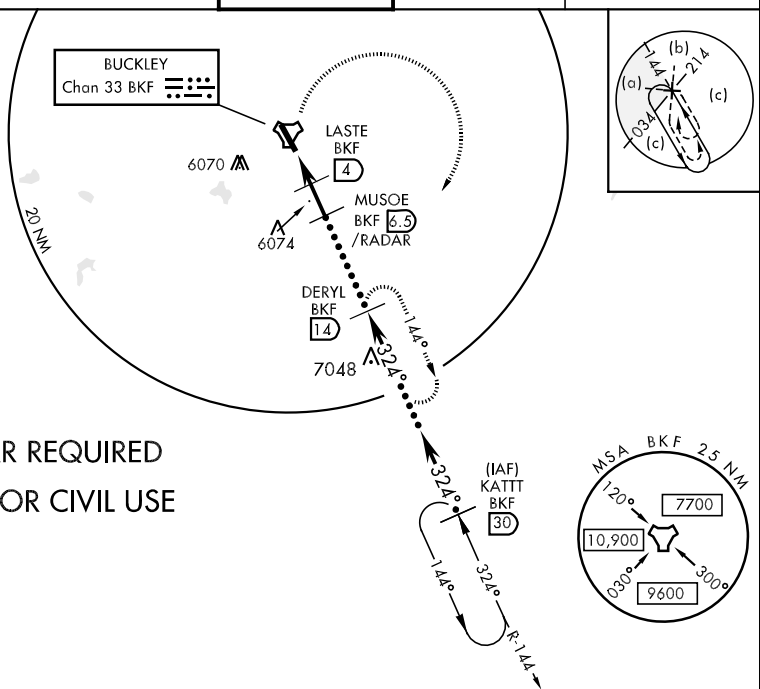 BUCKLEY
Chan 33 BKF
LASTE
BKF
4
6070
MUSOE
BKF 6.5
/RADAR
6074
20 NM
DERYL
BKF
14
144°
324°
7048
R REQUIRED
OR CIVIL USE
324°
(IAF)
KATTT
BKF
30
144°
324°
R-144
(b)
144
214
(a)
(c)
034
(c)
MSA BKF 25 NM
120°
7700
10,900
030°
300°
9600